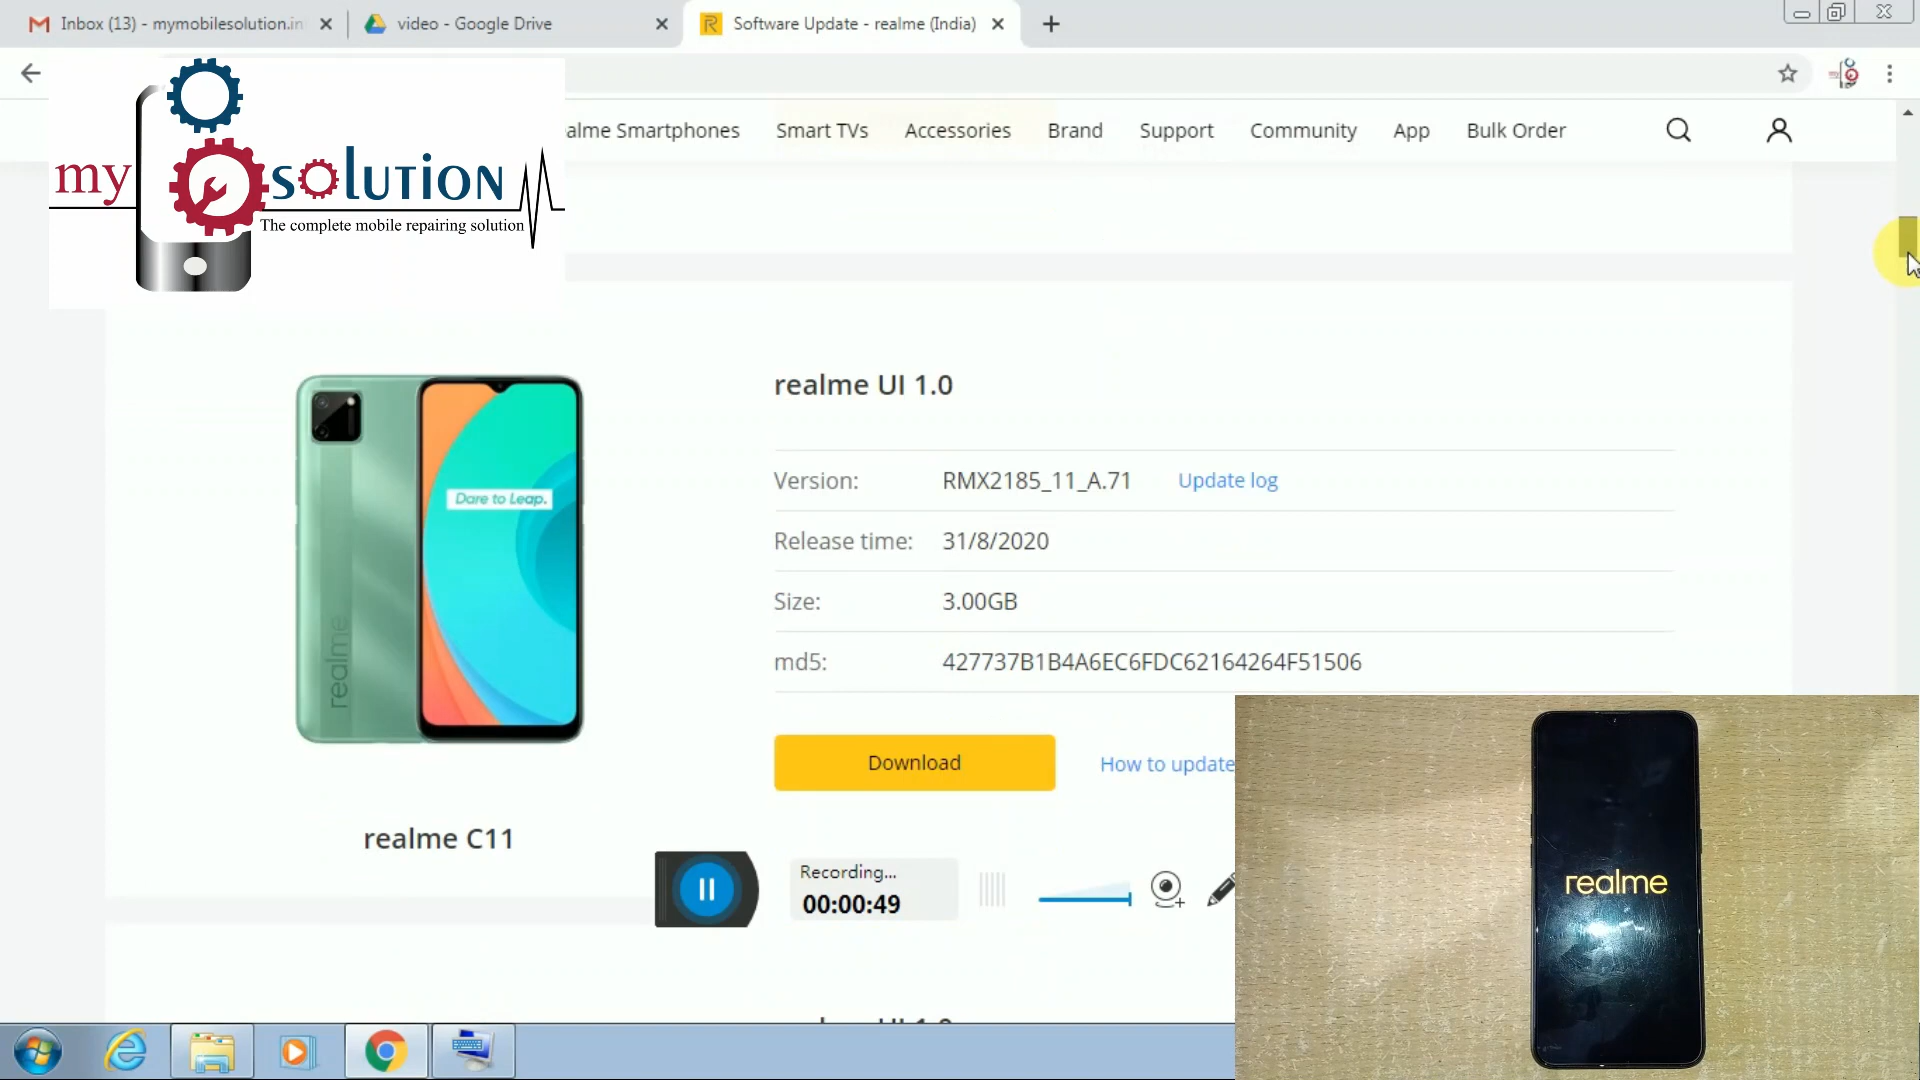 Inbox (13) - mymobilesolution.in
video - Google Drive
Software Update - realme (India)
my solution
The complete mobile repairing solution
alme Smartphones
Smart TVs
Accessories
Brand
Support
Community
App
Bulk Order
realme UI 1.0
Version: RMX2185_11_A.71 Update log
Release time: 31/8/2020
Size: 3.00GB
md5: 427737B1B4A6EC6FDC62164264F51506
Download
How to update
Dare to Leap.
realme
realme C11
Recording...
00:00:49
realme